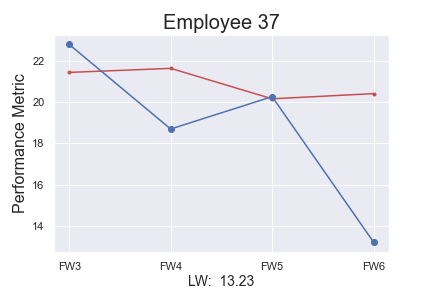 Employee 37
Performance Metric
22
20
18
16
14
FW3 FW4 FW5 FW6
LW: 13.23